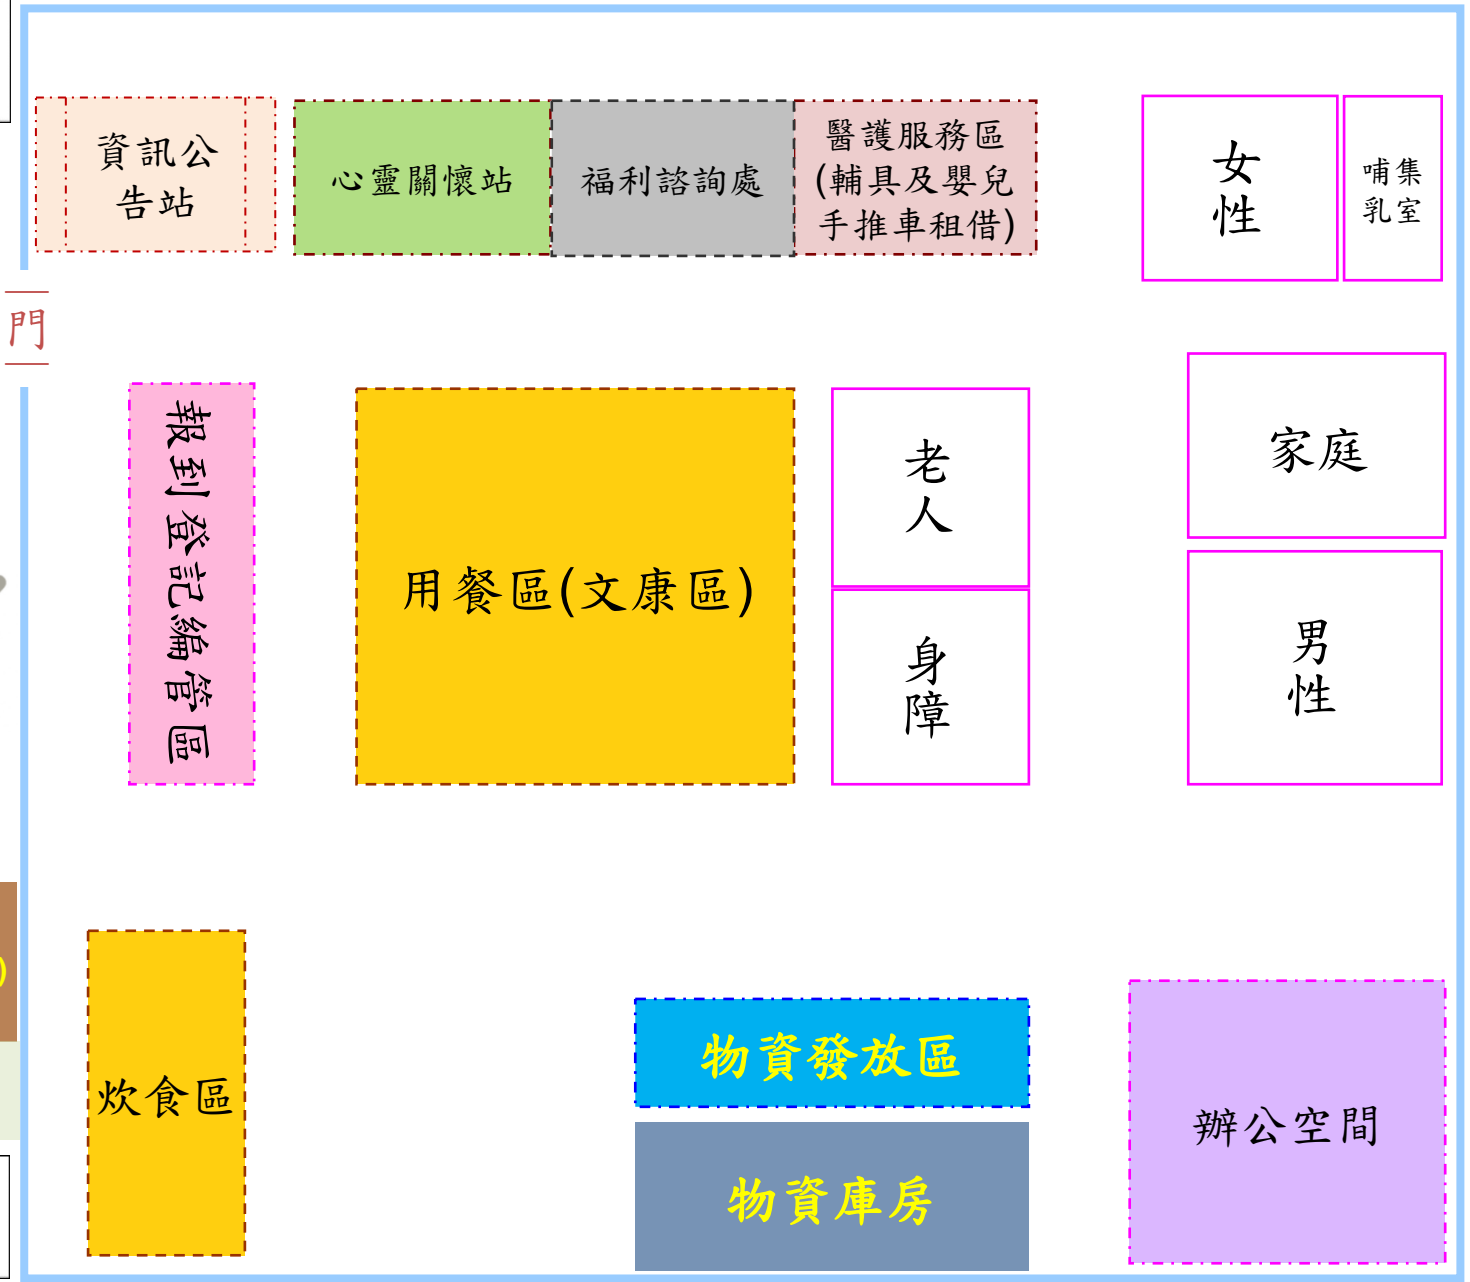 資訊公
告站
心靈關懷站
福利諮詢處
醫護服務區
(輔具及嬰兒
手推車租借)
女
性
哺集
乳室
門
報到登記編管區
用餐區(文康區)
老
人
身
障
家庭
男
性
炊食區
物資發放區
物資庫房
辦公空間